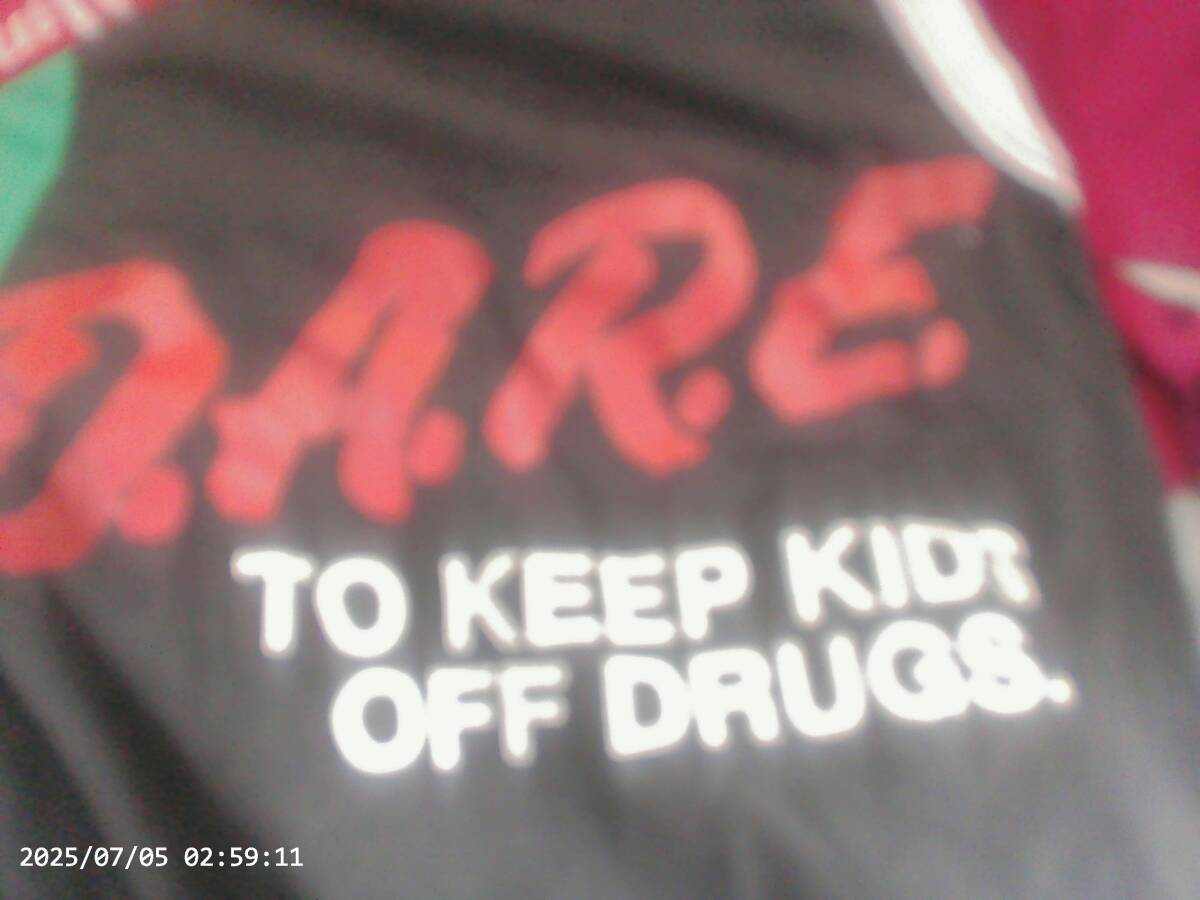 D.A.R.E.
TO KEEP KIDS
OFF DRUGS.
2025/07/05 02:59:11